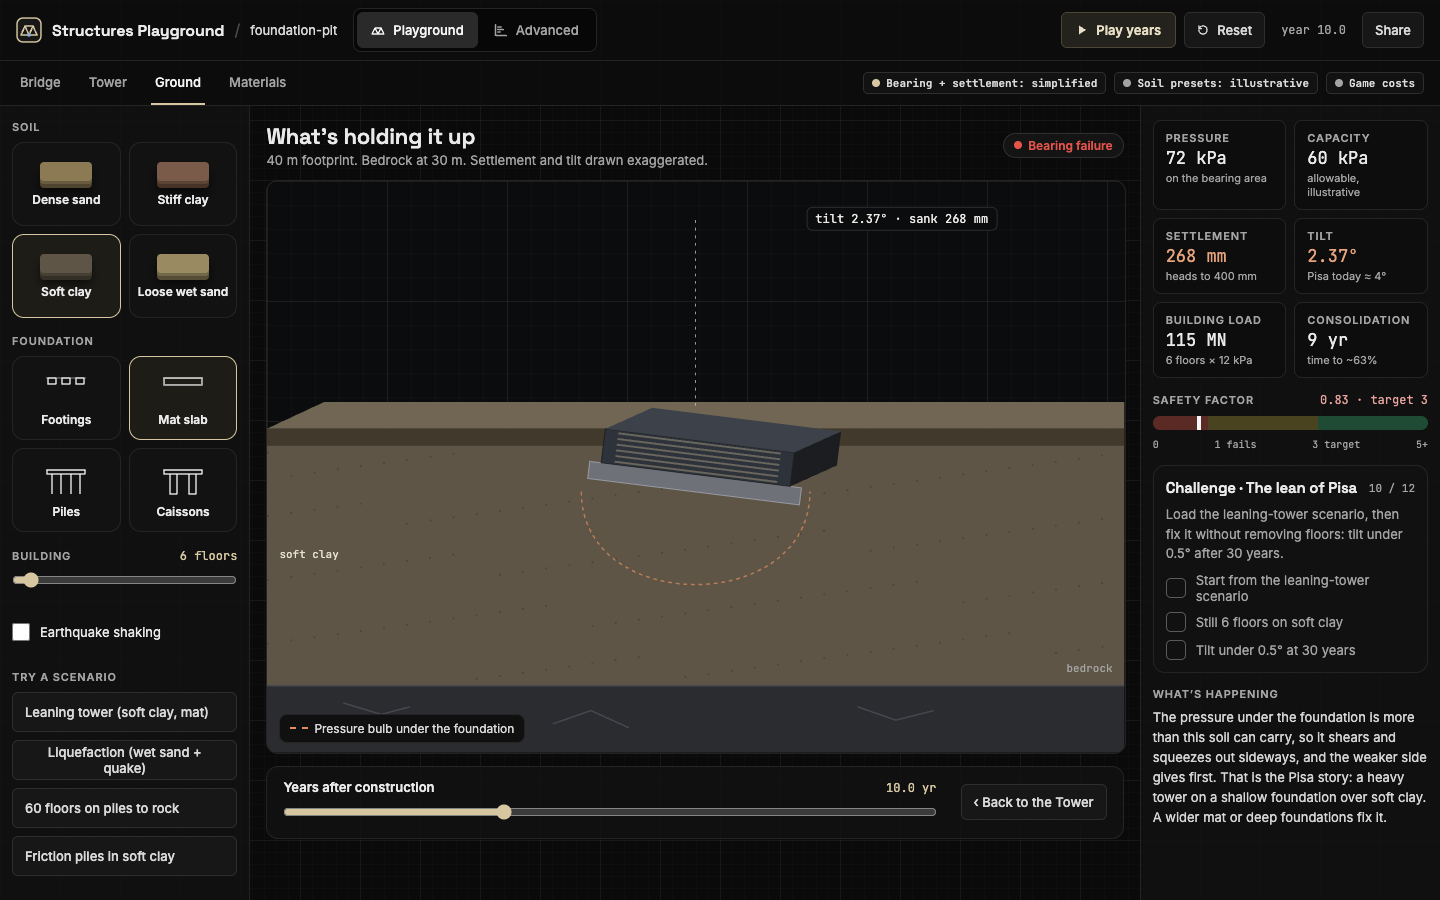 Structures Playground / foundation-pit
Playground
Advanced
Play years
Reset
year 10.0
Share
Bridge
Tower
Ground
Materials
Bearing + settlement: simplified
Soil presets: illustrative
Game costs
SOIL
Dense sand
Stiff clay
Soft clay
Loose wet sand
FOUNDATION
Footings
Mat slab
Piles
Caissons
BUILDING
6 floors
Earthquake shaking
TRY A SCENARIO
Leaning tower (soft clay, mat)
Liquefaction (wet sand +
quake)
60 floors on piles to rock
Friction piles in soft clay
What's holding it up
40 m footprint. Bedrock at 30 m. Settlement and tilt drawn exaggerated.
Bearing failure
tilt 2.37° · sank 268 mm
soft clay
bedrock
Pressure bulb under the foundation
Years after construction
10.0 yr
‹ Back to the Tower
PRESSURE
72 kPa
on the bearing area
CAPACITY
60 kPa
allowable,
illustrative
SETTLEMENT
268 mm
heads to 400 mm
TILT
2.37°
Pisa today ≈ 4°
BUILDING LOAD
115 MN
6 floors × 12 kPa
CONSOLIDATION
9 yr
time to ~63%
SAFETY FACTOR
0.83 · target 3
0
1 fails
3 target
5+
Challenge · The lean of Pisa
10 / 12
Load the leaning-tower scenario, then
fix it without removing floors: tilt under
0.5° after 30 years.
Start from the leaning-tower
scenario
Still 6 floors on soft clay
Tilt under 0.5° at 30 years
WHAT'S HAPPENING
The pressure under the foundation is more
than this soil can carry, so it shears and
squeezes out sideways, and the weaker side
gives first. That is the Pisa story: a heavy
tower on a shallow foundation over soft clay.
A wider mat or deep foundations fix it.